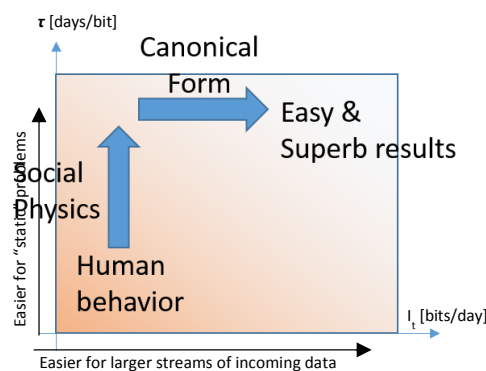 τ [days/bit]
Canonical
Form
Easy &
Superb results
Social
Physics
Easier for "static" problems
Human
behavior
I_t [bits/day]
Easier for larger streams of incoming data